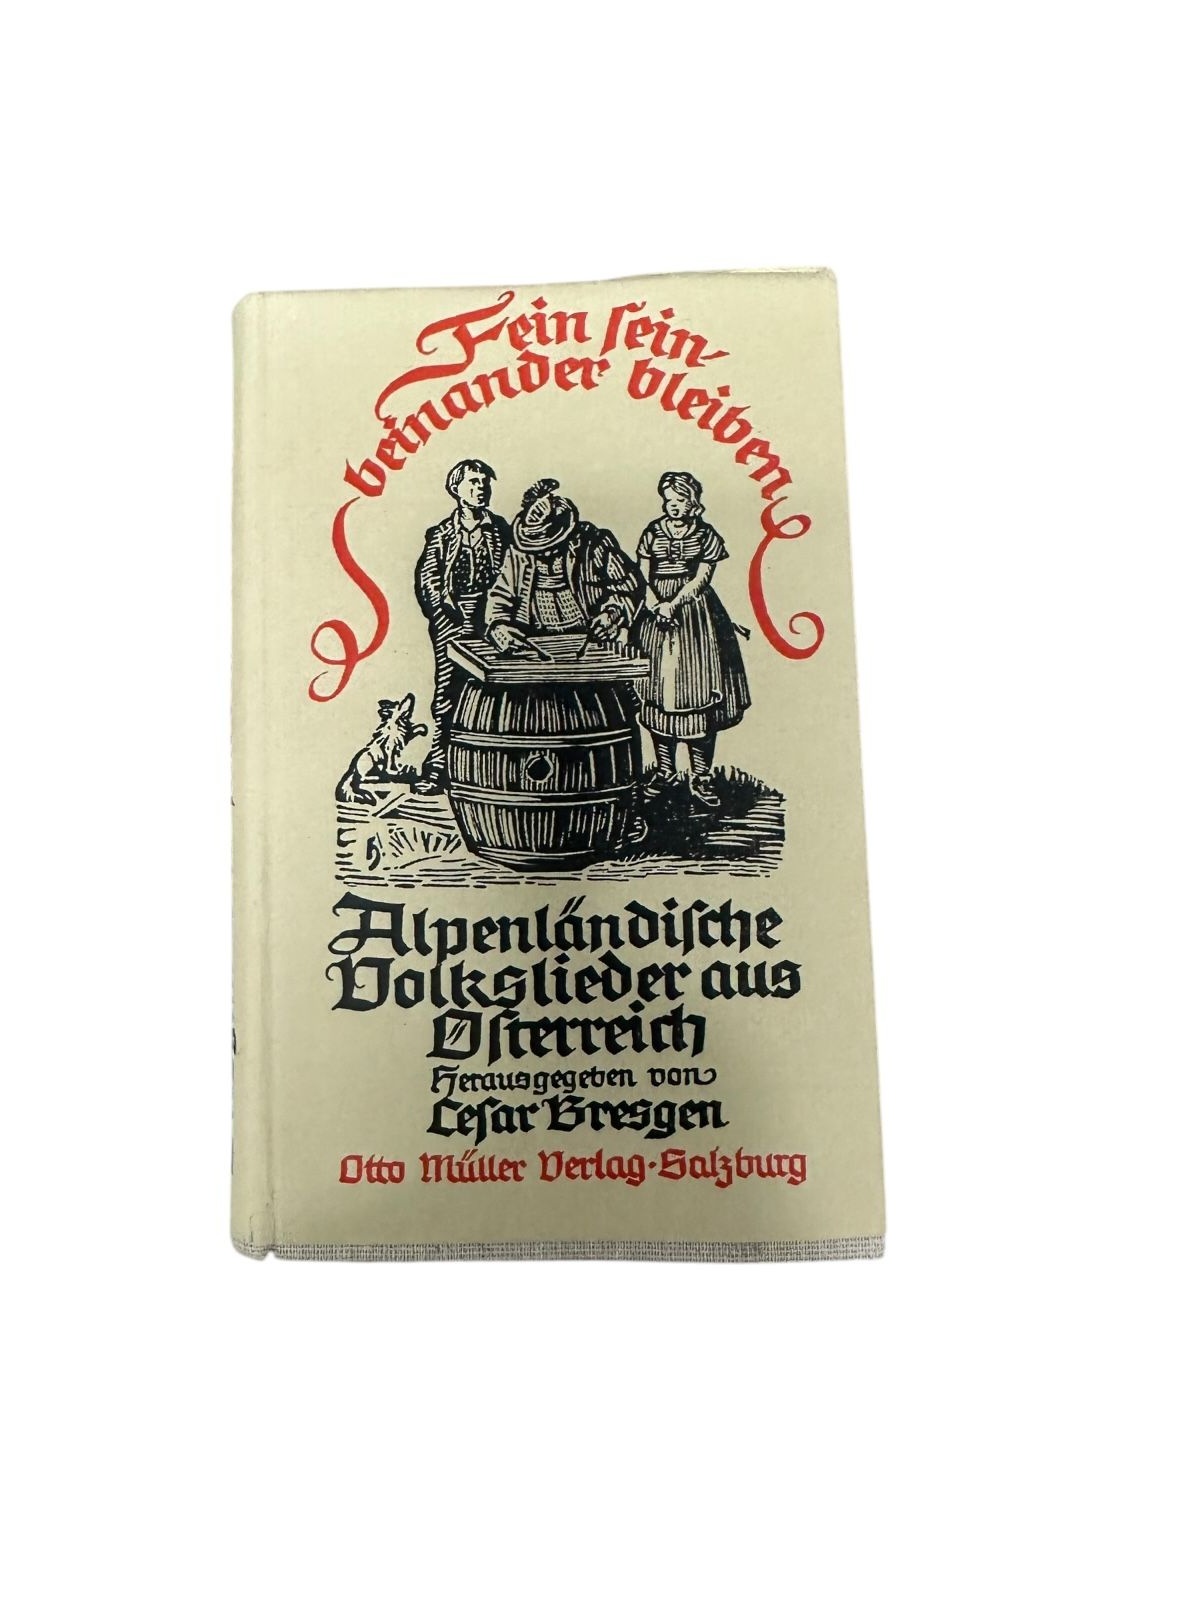 Fein sein-
beinander bleiben
h
Alpenländische
Volkslieder aus
Österreich
Herausgegeben von
Cesar Bresgen
Otto Müller Verlag·Salzburg